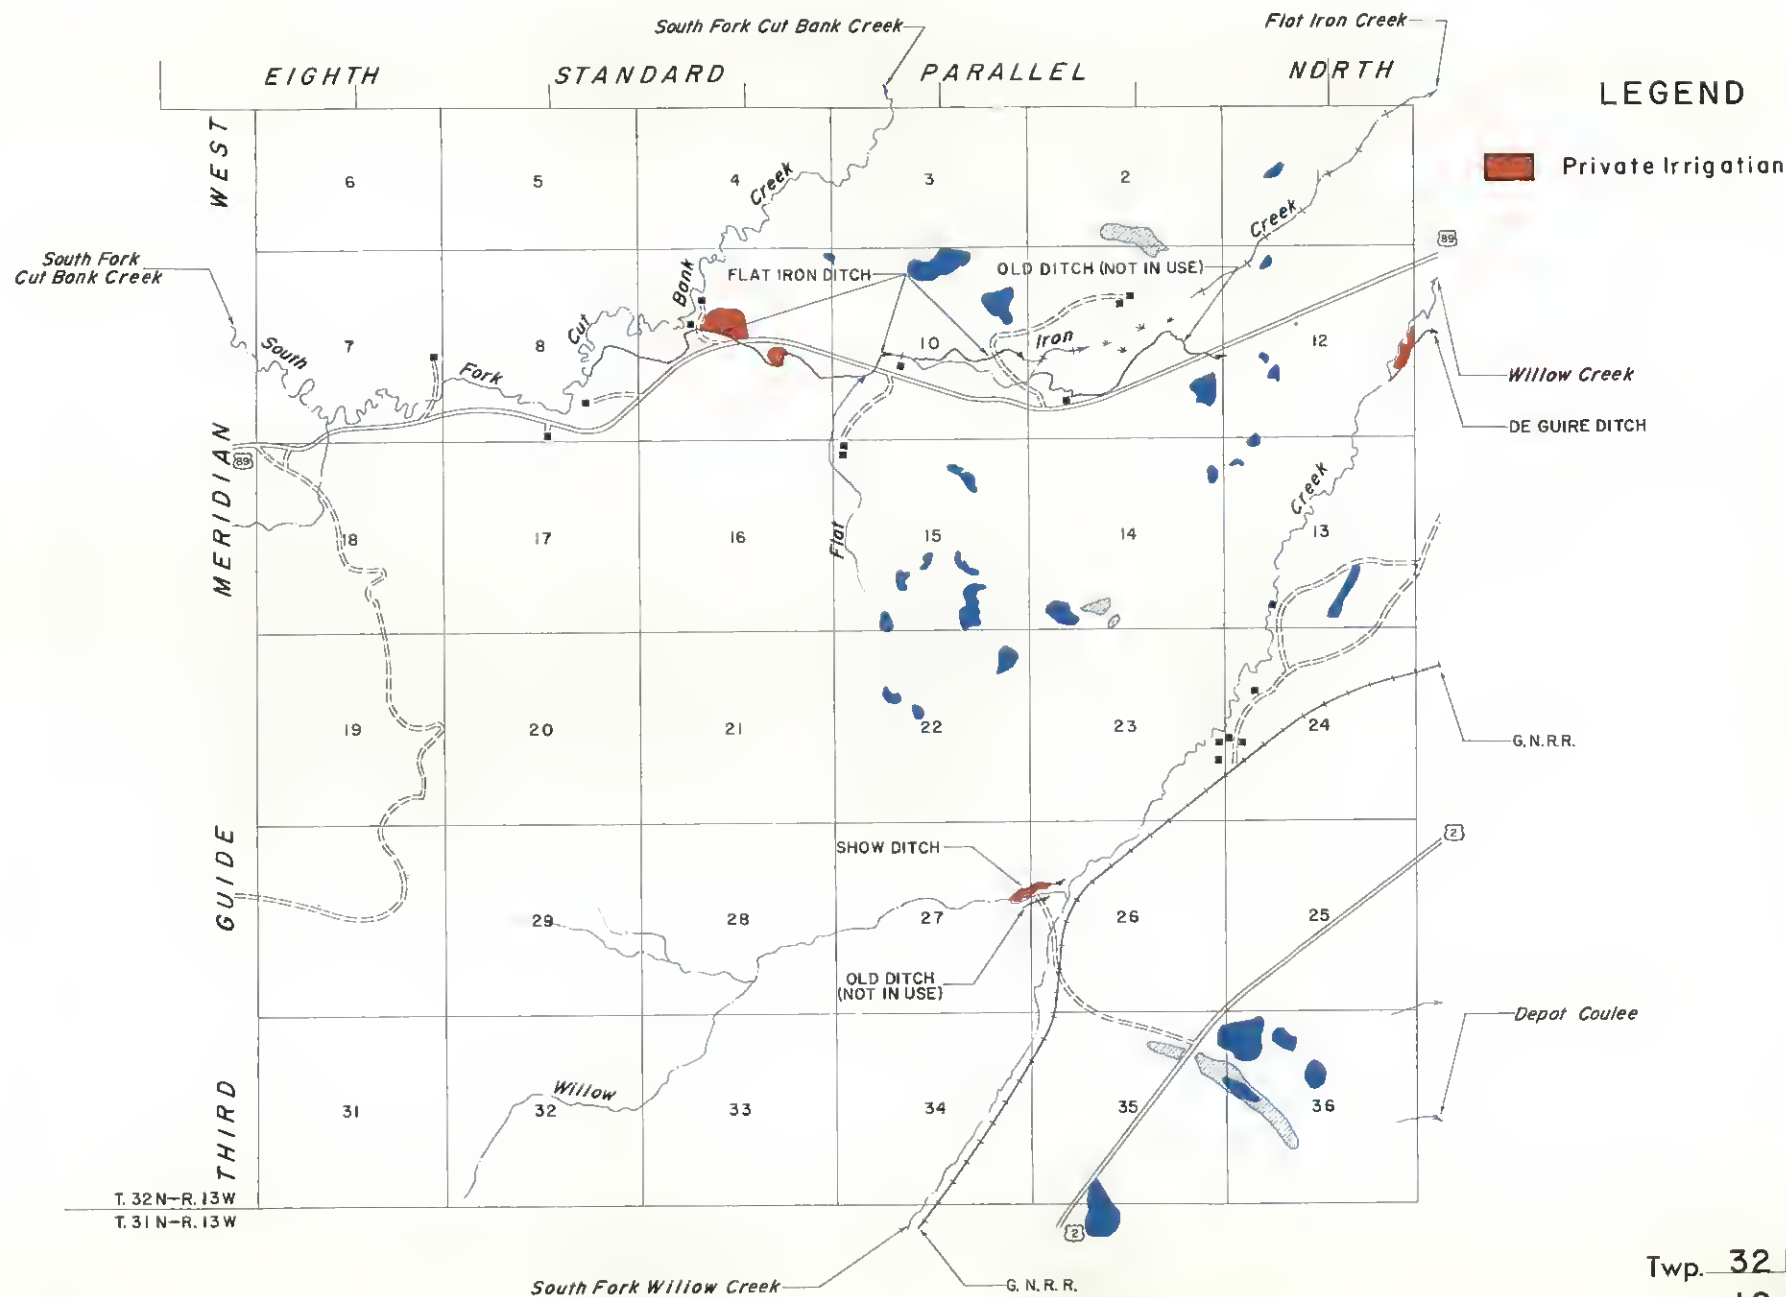 South Fork Cut Bank Creek
Flat Iron Creek
EIGHTH STANDARD PARALLEL NORTH
LEGEND
Private Irrigation
WEST
MERIDIAN
GUIDE
THIRD
6 5 4 3 2 1
Creek
Creek
89
South Fork
Cut Bank Creek
Bank
FLAT IRON DITCH
OLD DITCH (NOT IN USE)
South
7
8
Cut
10
Iron
12
Fork
Willow Creek
DE GUIRE DITCH
89
Creek
18 17 16 Flat 15 14 13
19 20 21 22 23 24
G.N.R.R.
2
SHOW DITCH
29 28 27 26 25
OLD DITCH
(NOT IN USE)
Depot Coulee
Willow
31 32 33 34 35 36
T. 32 N-R. 13 W
T. 31 N-R. 13 W
2
South Fork Willow Creek
G. N. R. R.
Twp. 32